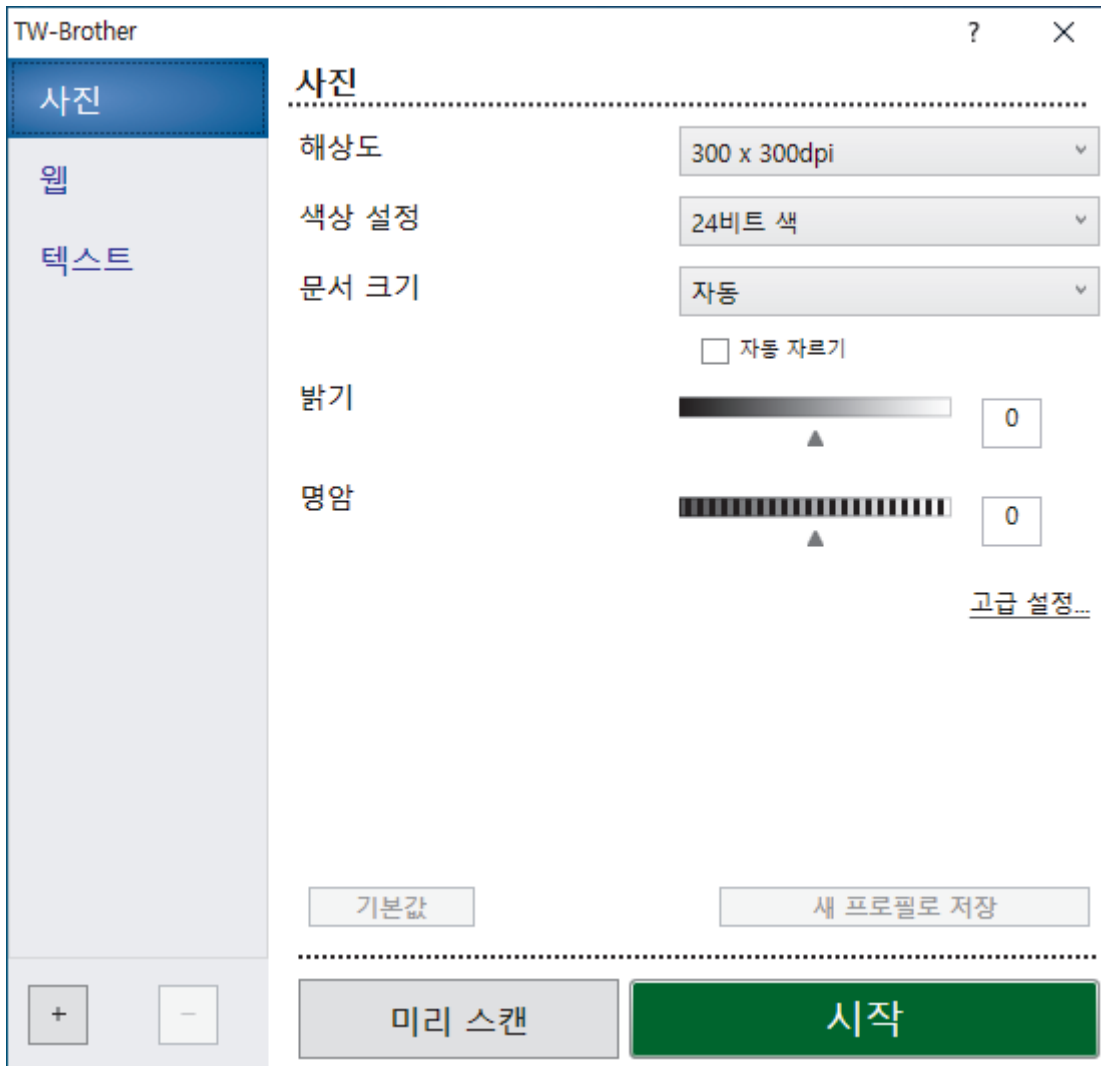 TW-Brother ? ×
사진
웹
텍스트
사진
해상도 300 x 300dpi
색상 설정 24비트 색
문서 크기 자동
자동 자르기
밝기 0
명암 0
고급 설정...
기본값 새 프로필로 저장
+ −
미리 스캔 시작